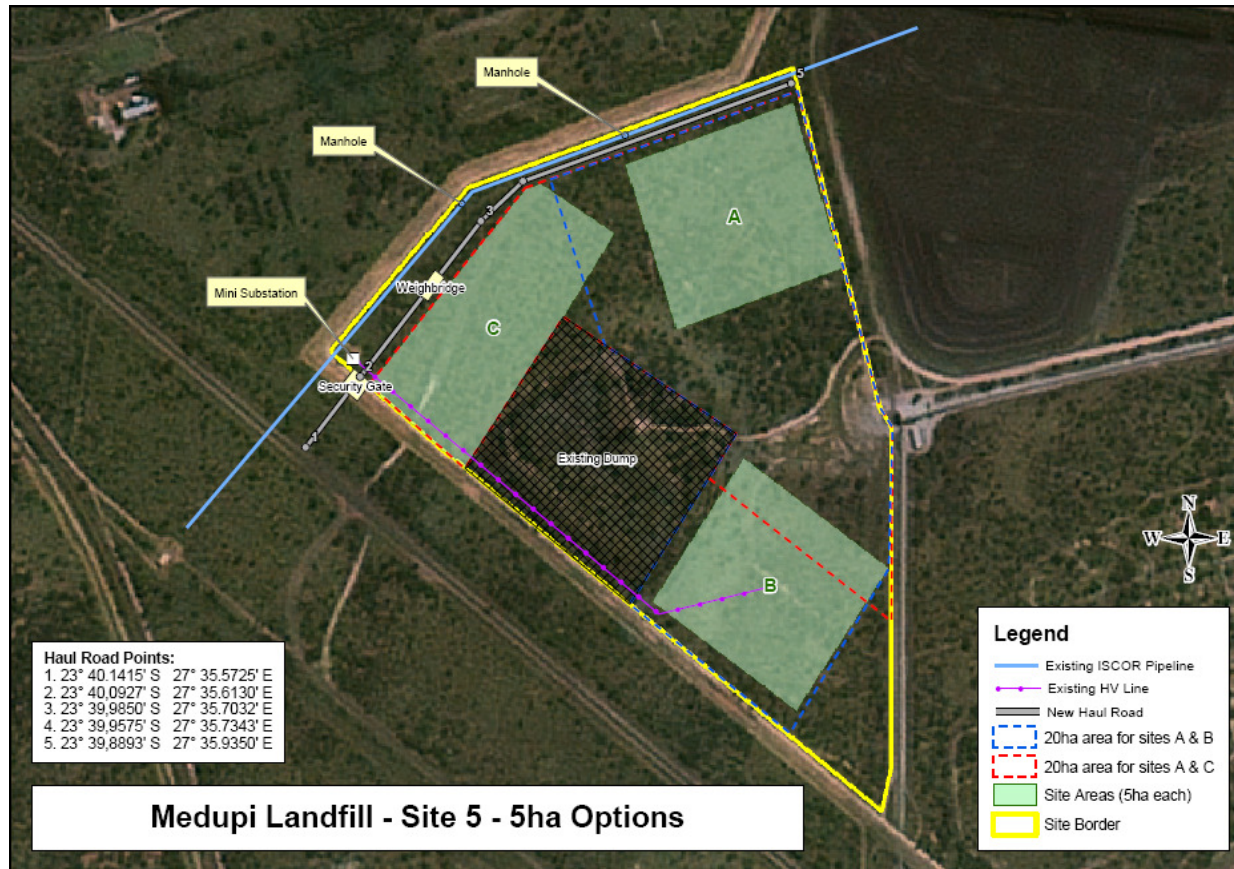 Manhole
5
Manhole
A
3
Mini Substation
Weighbridge
C
2
Security Gate
1
Existing Dump
B
N
W E
S
Haul Road Points:
1. 23° 40.1415' S 27° 35.5725' E
2. 23° 40.0927' S 27° 35.6130' E
3. 23° 39,9850' S 27° 35.7032' E
4. 23° 39,9575' S 27° 35.7343' E
5. 23° 39,8893' S 27° 35.9350' E
Medupi Landfill - Site 5 - 5ha Options
Legend
Existing ISCOR Pipeline
Existing HV Line
New Haul Road
20ha area for sites A & B
20ha area for sites A & C
Site Areas (5ha each)
Site Border